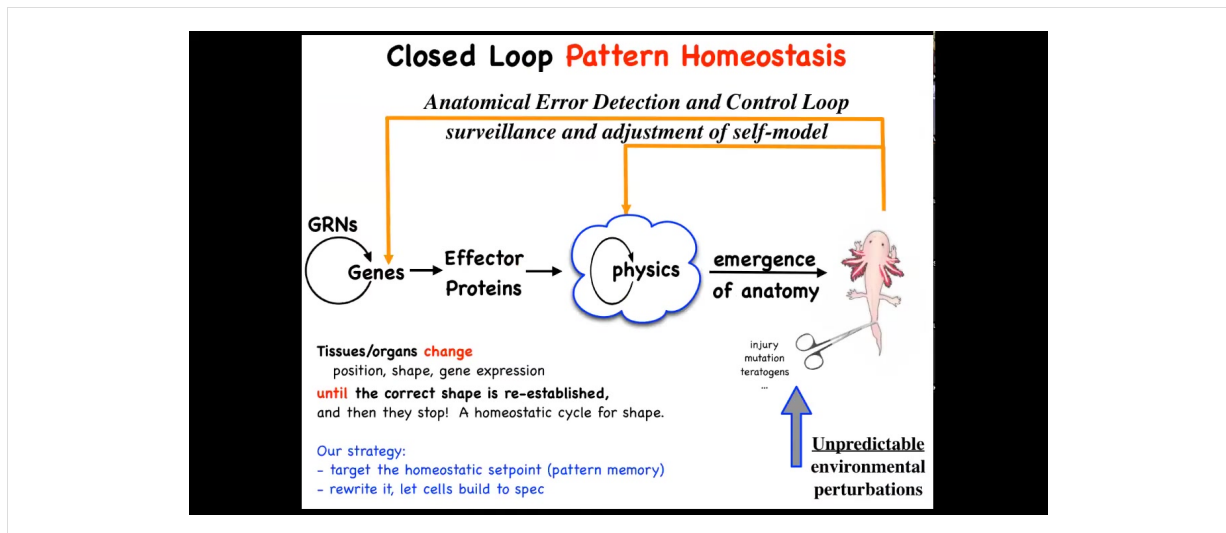 Closed Loop Pattern Homeostasis
Anatomical Error Detection and Control Loop
surveillance and adjustment of self-model
GRNs
Genes
Effector
Proteins
physics
emergence
of anatomy
injury
mutation
teratogens
...
Tissues/organs change
position, shape, gene expression
until the correct shape is re-established,
and then they stop! A homeostatic cycle for shape.
Our strategy:
- target the homeostatic setpoint (pattern memory)
- rewrite it, let cells build to spec
Unpredictable
environmental
perturbations